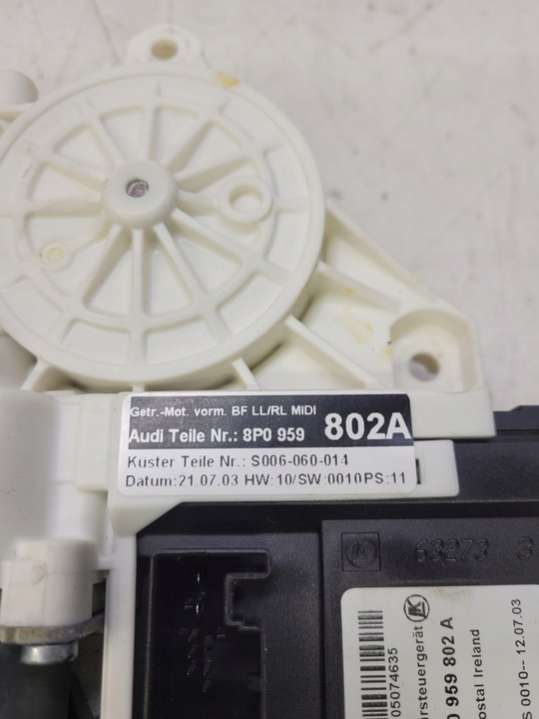 Getr.-Mot. vorm. BF LL/RL MIDI
Audi Teile Nr.: 8P0 959 802A
Kuster Teile Nr.: S006-060-014
Datum:21.07.03 HW:10/SW:0010PS:11
63273 3
05074635
rsteuergerät
959 802 A
ostal Ireland
S 0010-- 12.07.03